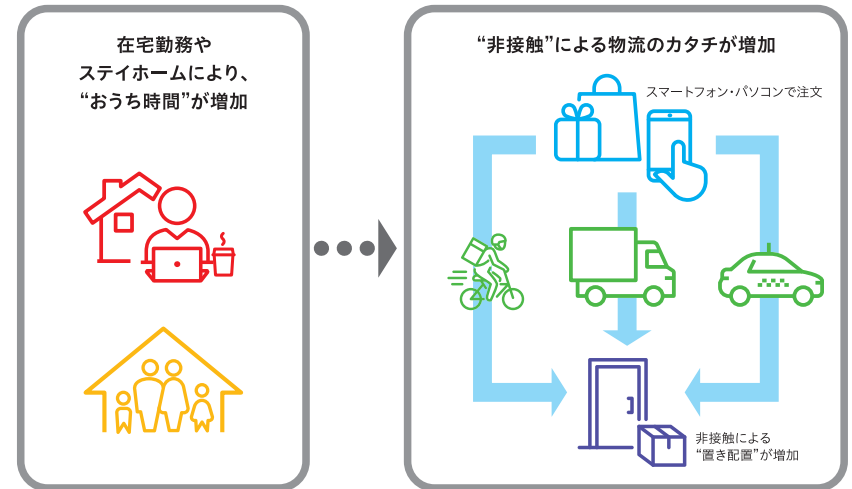 在宅勤務や
ステイホームにより、
“おうち時間”が増加
“非接触”による物流のカタチが増加
スマートフォン・パソコンで注文
非接触による
“置き配置”が増加